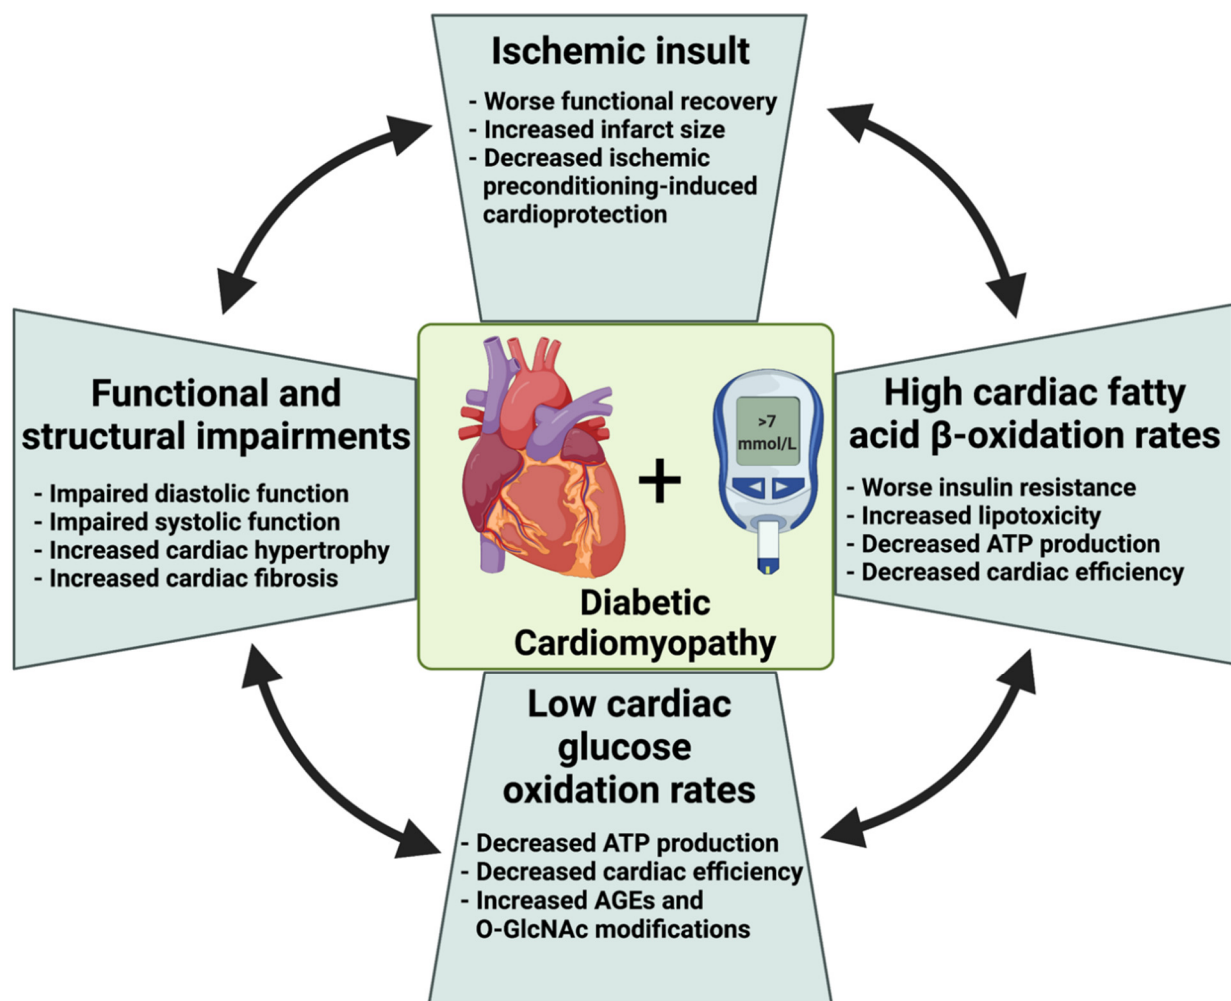 Ischemic insult
- Worse functional recovery
- Increased infarct size
- Decreased ischemic
preconditioning-induced
cardioprotection
Functional and
structural impairments
- Impaired diastolic function
- Impaired systolic function
- Increased cardiac hypertrophy
- Increased cardiac fibrosis
>7
mmol/L
+
Diabetic
Cardiomyopathy
High cardiac fatty
acid β-oxidation rates
- Worse insulin resistance
- Increased lipotoxicity
- Decreased ATP production
- Decreased cardiac efficiency
Low cardiac
glucose
oxidation rates
- Decreased ATP production
- Decreased cardiac efficiency
- Increased AGEs and
O-GlcNAc modifications